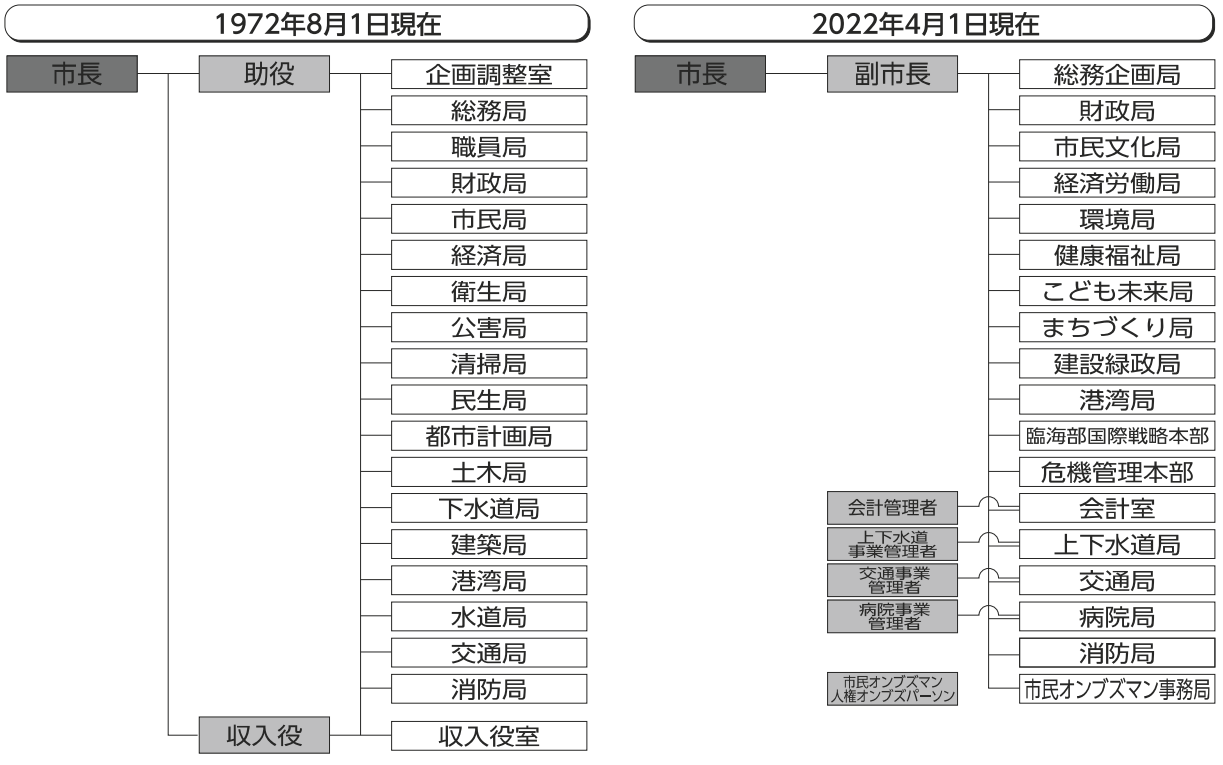 1972年8月1日現在
市長
助役
企画調整室
総務局
職員局
財政局
市民局
経済局
衛生局
公害局
清掃局
民生局
都市計画局
土木局
下水道局
建築局
港湾局
水道局
交通局
消防局
収入役
収入役室
2022年4月1日現在
市長
副市長
総務企画局
財政局
市民文化局
経済労働局
環境局
健康福祉局
こども未来局
まちづくり局
建設緑政局
港湾局
臨海部国際戦略本部
危機管理本部
会計管理者
会計室
上下水道
事業管理者
上下水道局
交通事業
管理者
交通局
病院事業
管理者
病院局
消防局
市民オンブズマン
人権オンブズパーソン
市民オンブズマン事務局